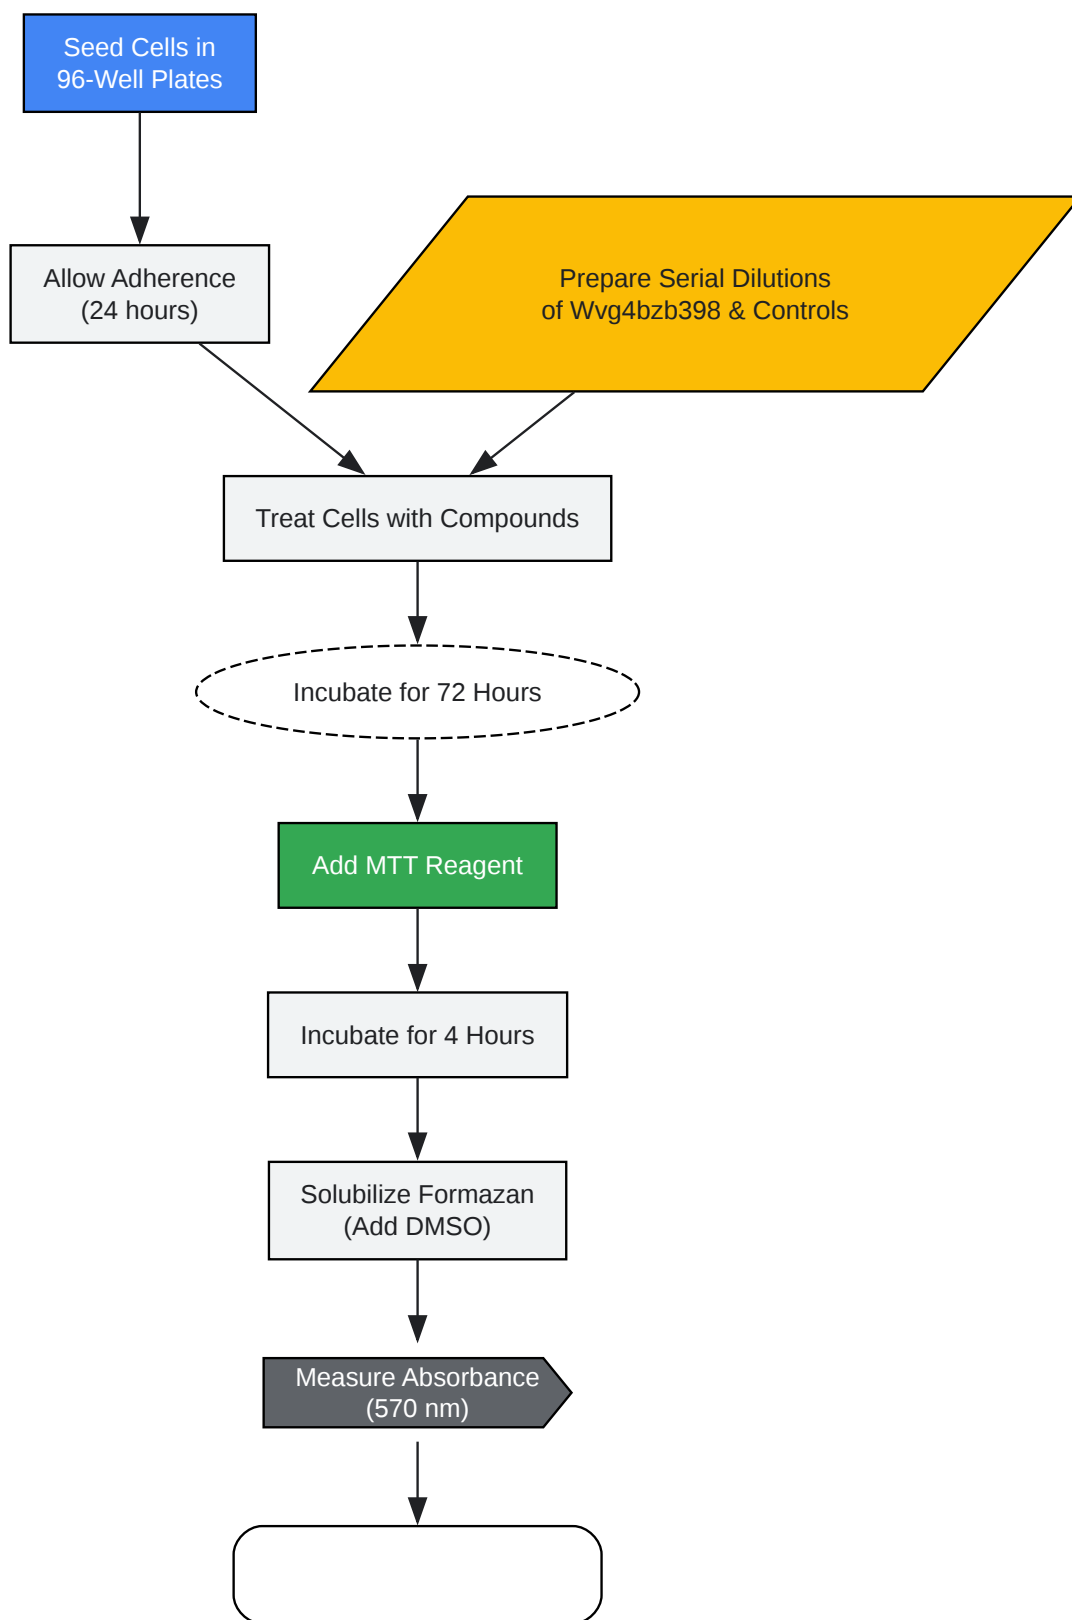 Seed Cells in
96-Well Plates
Allow Adherence
(24 hours)
Prepare Serial Dilutions
of Wvg4bzb398 & Controls
Treat Cells with Compounds
Incubate for 72 Hours
Add MTT Reagent
Incubate for 4 Hours
Solubilize Formazan
(Add DMSO)
Measure Absorbance
(570 nm)